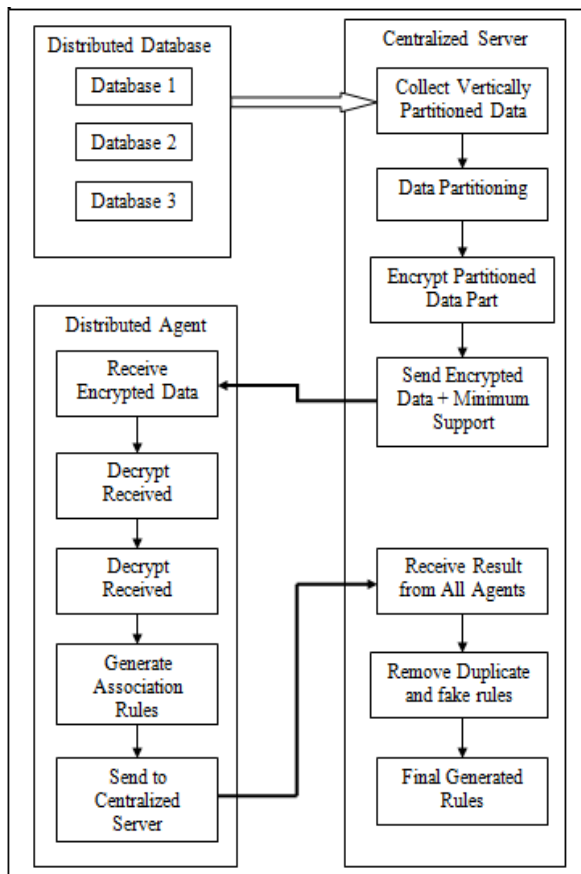 Distributed Database
Database 1
Database 2
Database 3
Centralized Server
Collect Vertically
Partitioned Data
Data Partitioning
Encrypt Partitioned
Data Part
Send Encrypted
Data + Minimum
Support
Distributed Agent
Receive
Encrypted Data
Decrypt
Received
Decrypt
Received
Generate
Association
Rules
Send to
Centralized
Server
Receive Result
from All Agents
Remove Duplicate
and fake rules
Final Generated
Rules